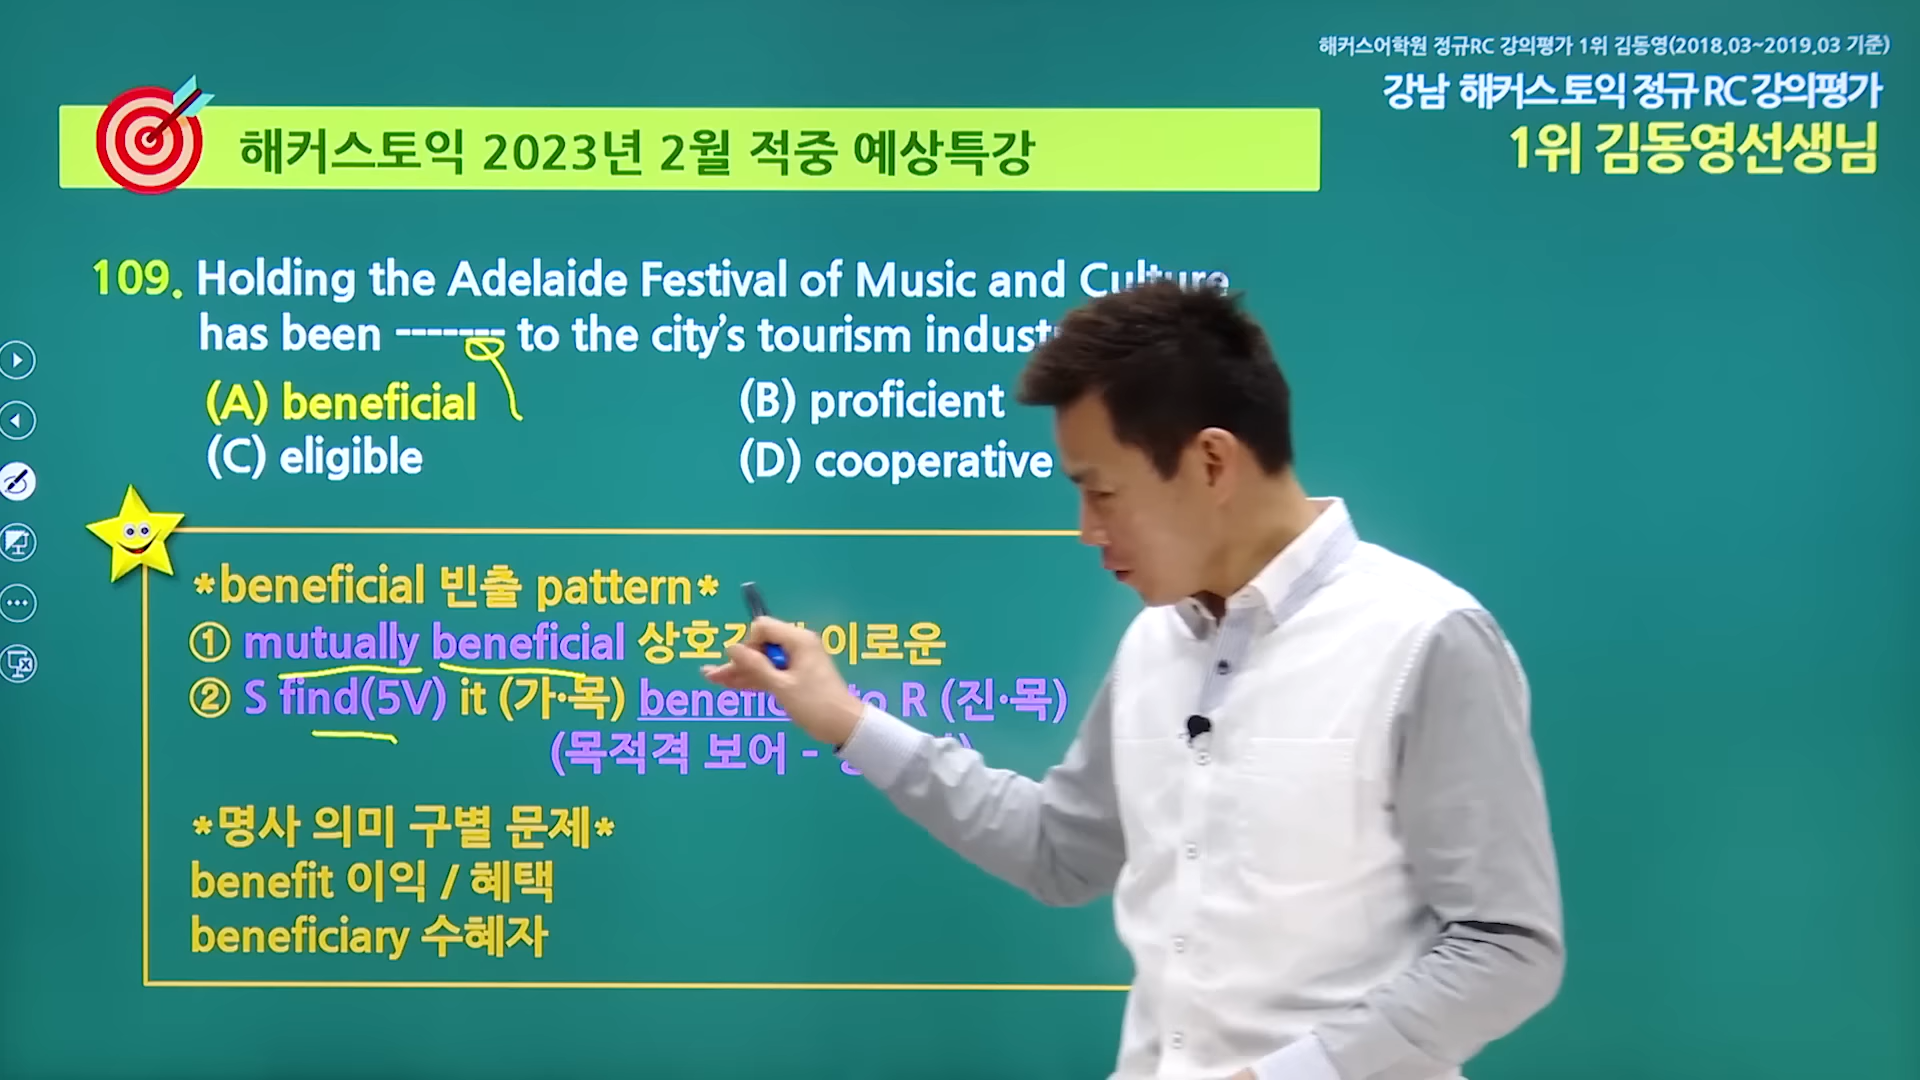 해커스어학원 정규RC 강의평가 1위 김동영(2018.03~2019.03 기준)
강남 해커스 토익 정규 RC 강의평가
1위 김동영선생님
해커스토익 2023년 2월 적중 예상특강
109. Holding the Adelaide Festival of Music and Culture
has been ------- to the city's tourism
(A) beneficial
(B) proficient
(C) eligible
(D) cooperative
*beneficial 빈출 pattern*
① mutually beneficial 이로운
② S find(5V) it (가·목) to R (진·목)
(목적격 보어 -
*명사 의미 구별 문제*
benefit 이익 / 혜택
beneficiary 수혜자